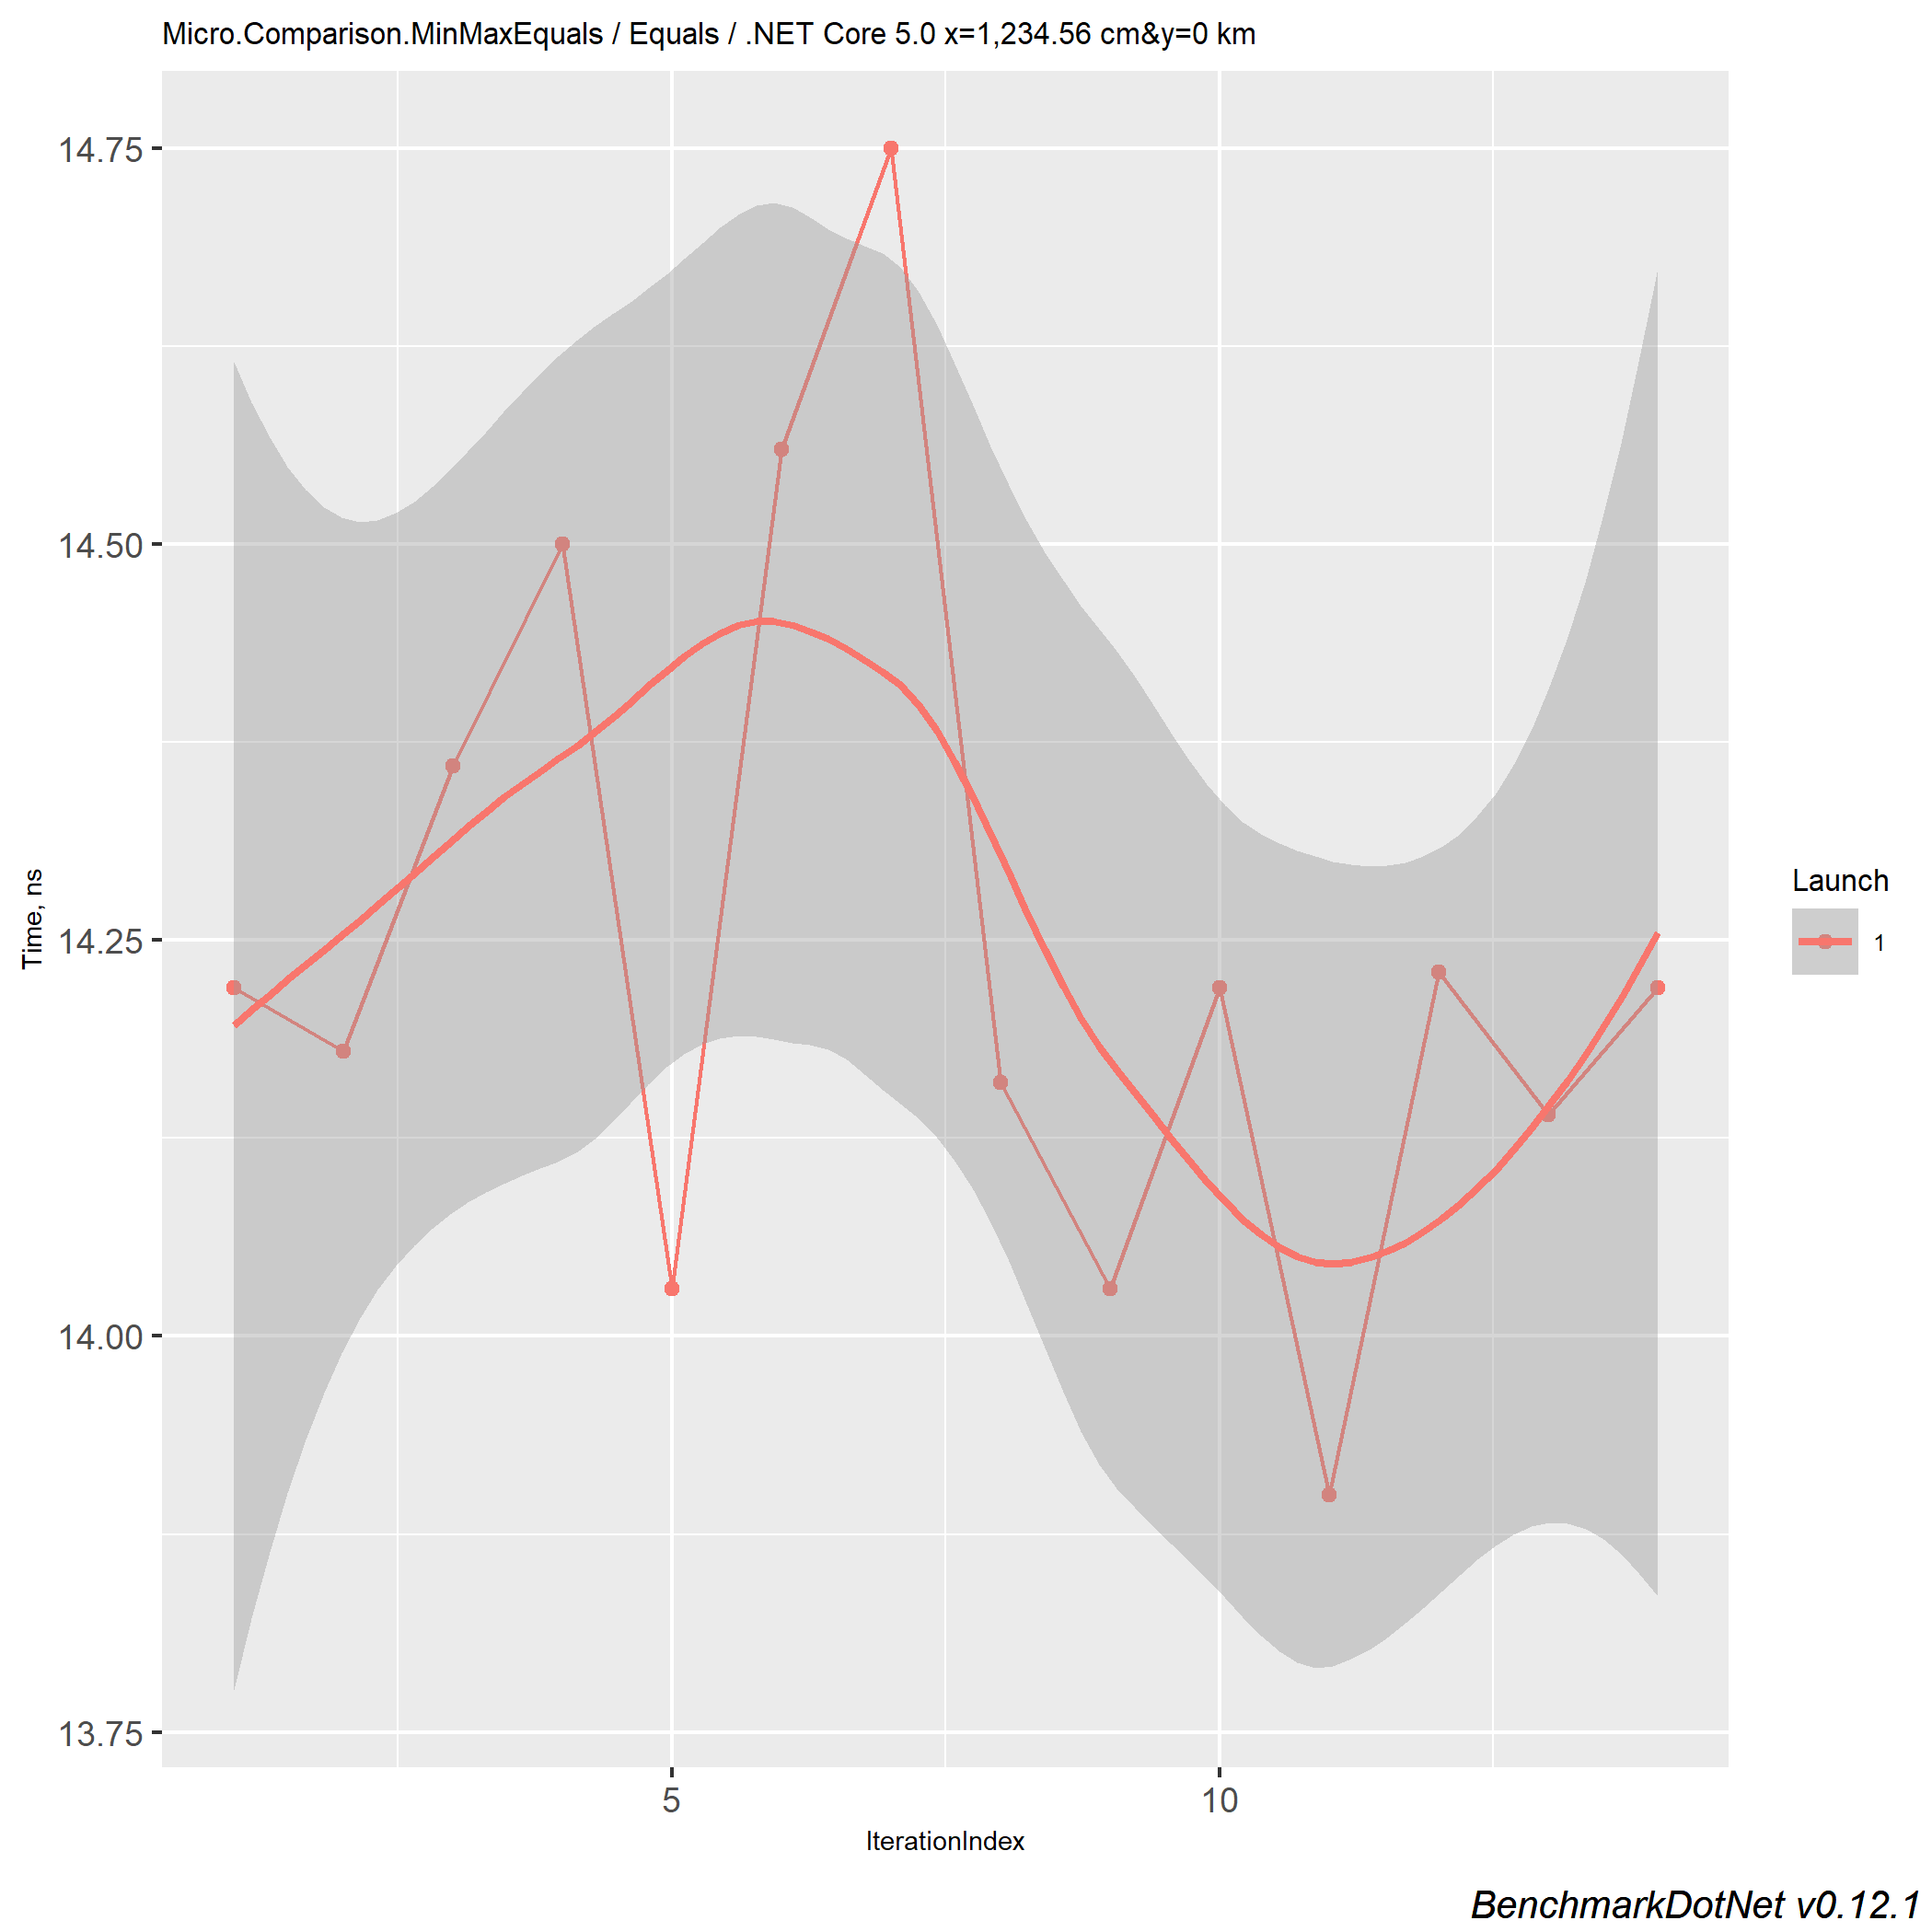 Micro.Comparison.MinMaxEquals / Equals / .NET Core 5.0 x=1,234.56 cm&y=0 km
14.75
14.50
14.25
14.00
13.75
Time, ns
5
10
IterationIndex
Launch
1
BenchmarkDotNet v0.12.1